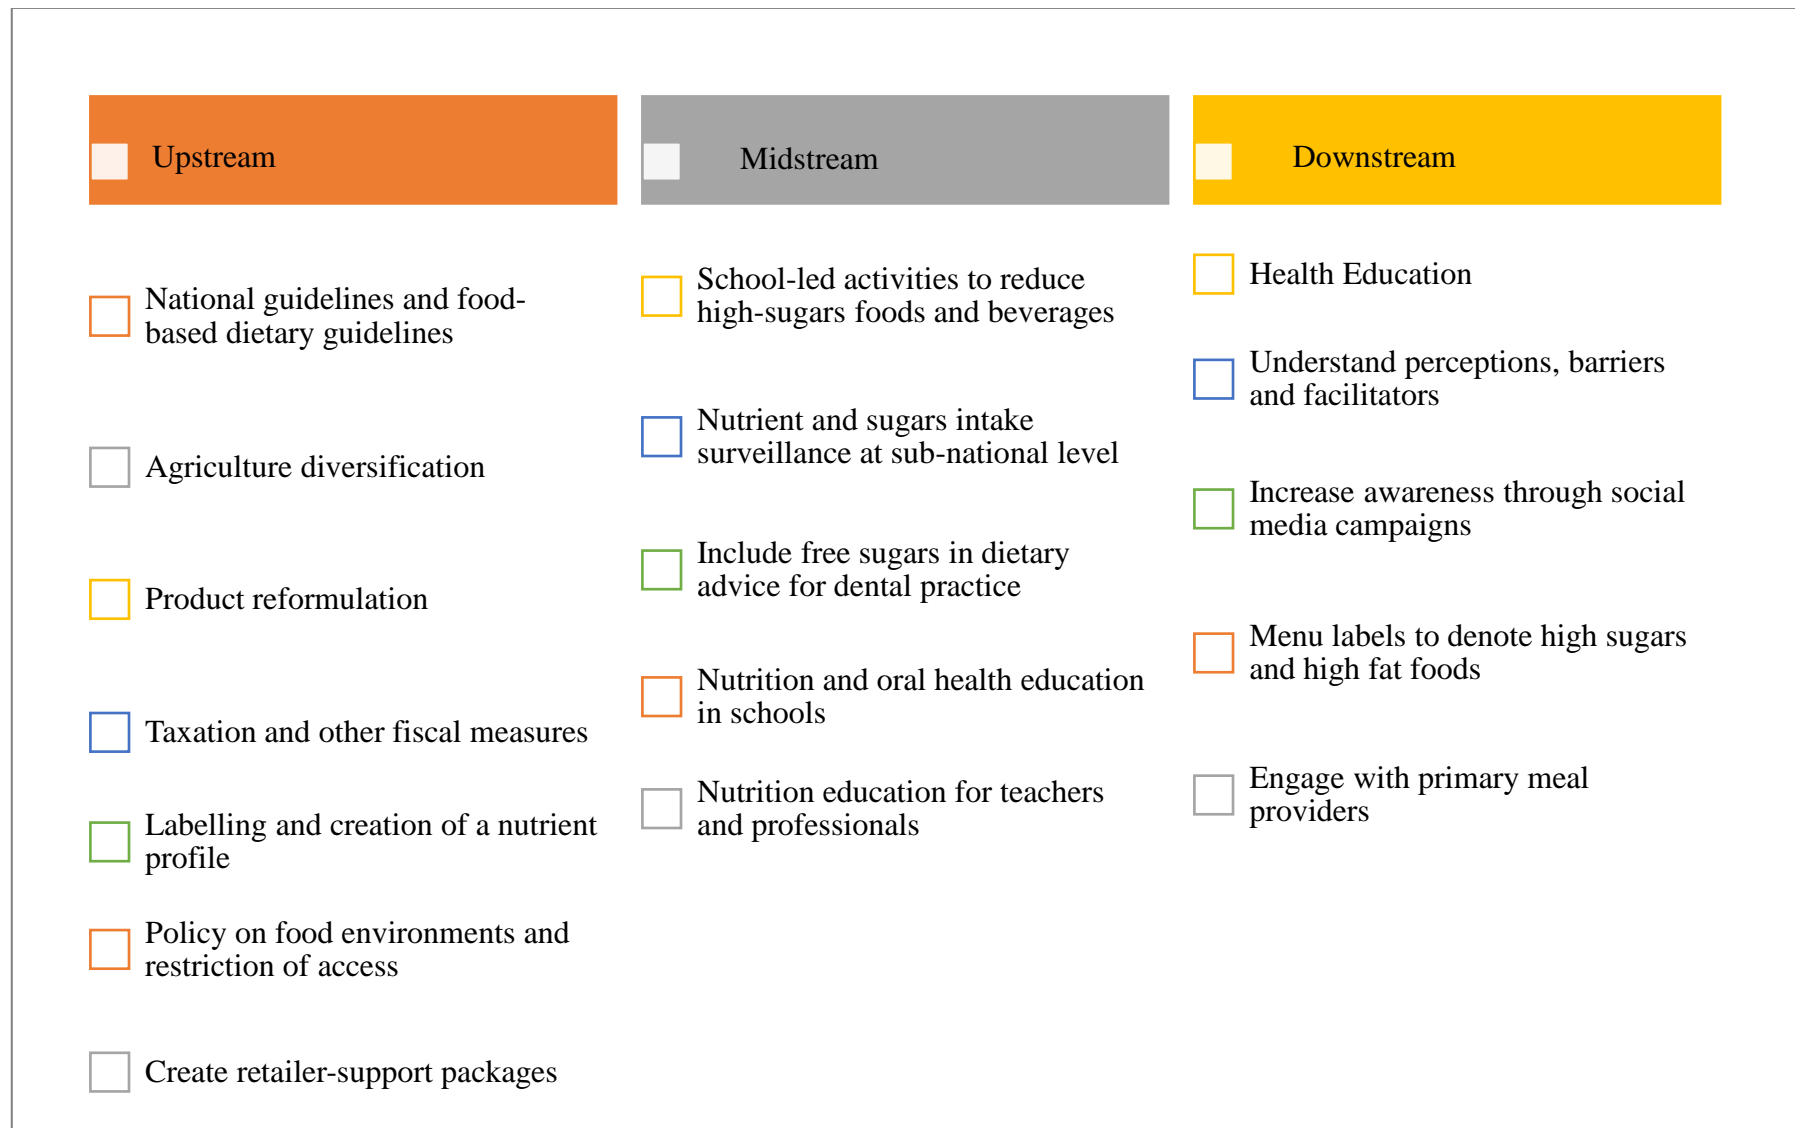 Upstream
National guidelines and food-
based dietary guidelines
Agriculture diversification
Product reformulation
Taxation and other fiscal measures
Labelling and creation of a nutrient
profile
Policy on food environments and
restriction of access
Create retailer-support packages
Midstream
School-led activities to reduce
high-sugars foods and beverages
Nutrient and sugars intake
surveillance at sub-national level
Include free sugars in dietary
advice for dental practice
Nutrition and oral health education
in schools
Nutrition education for teachers
and professionals
Downstream
Health Education
Understand perceptions, barriers
and facilitators
Increase awareness through social
media campaigns
Menu labels to denote high sugars
and high fat foods
Engage with primary meal
providers